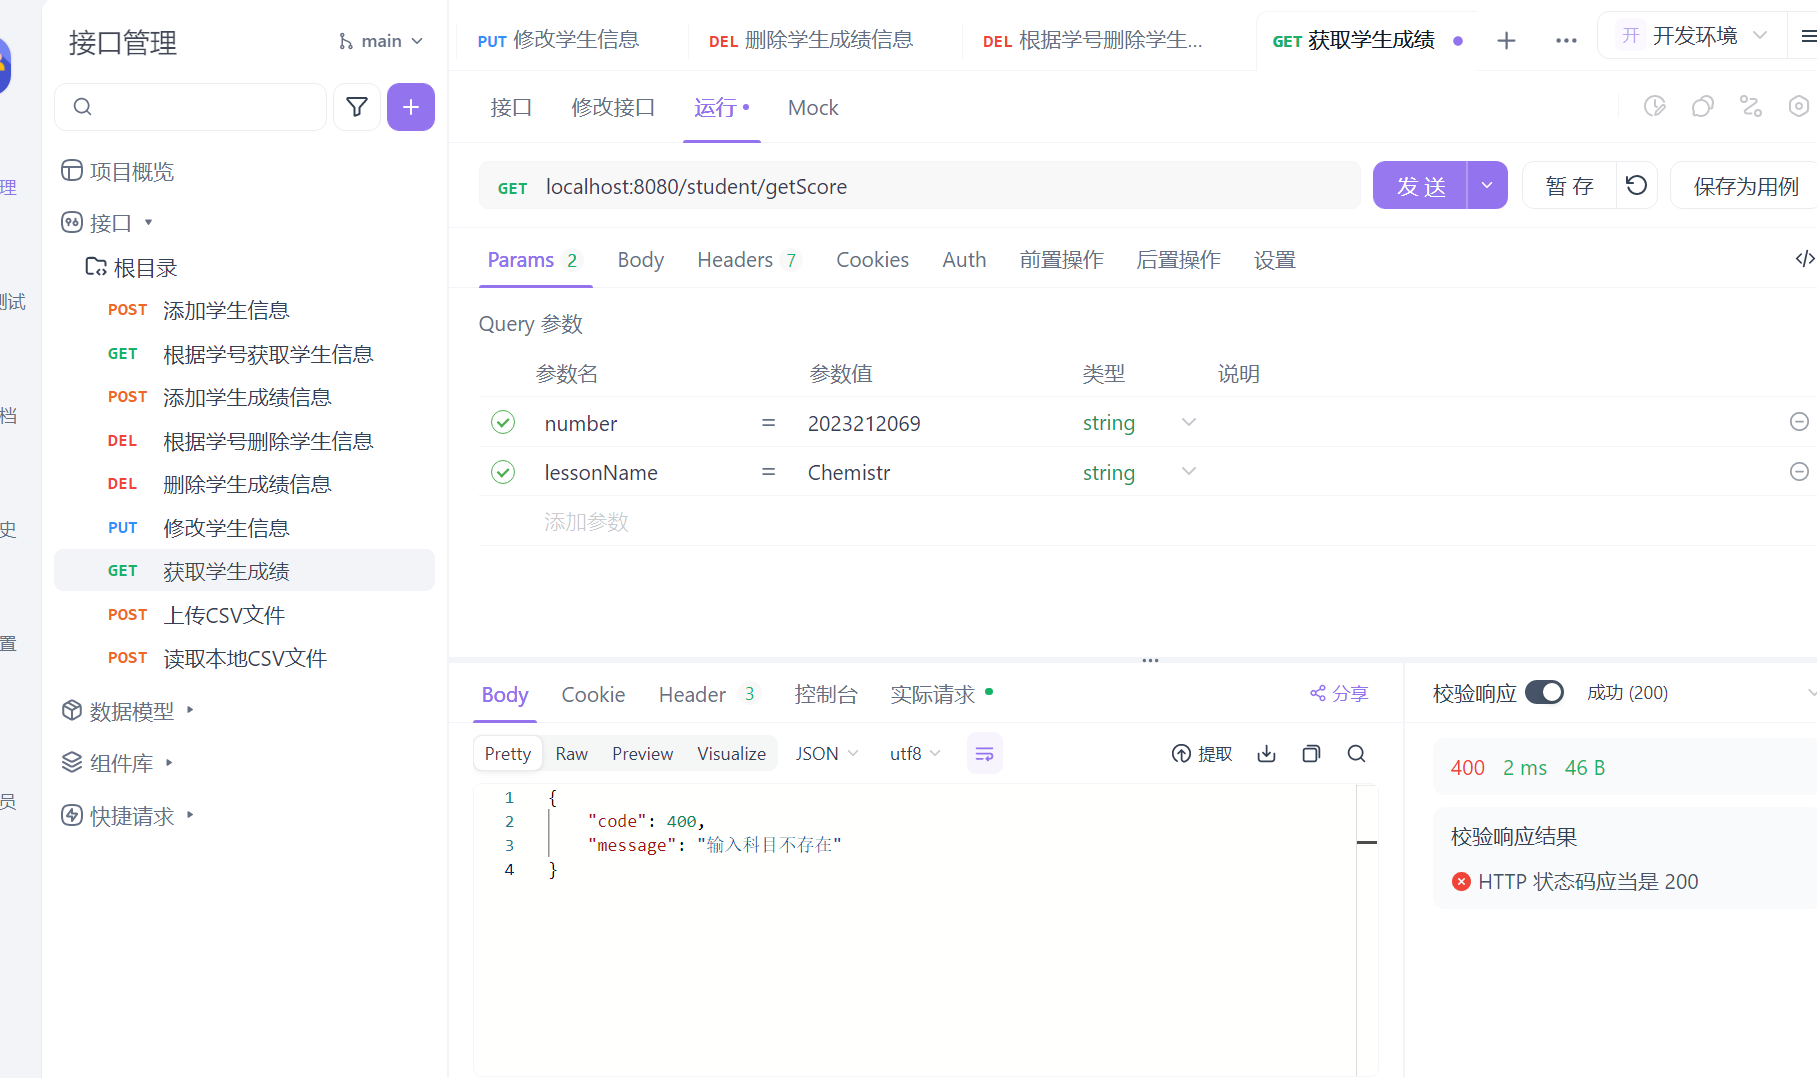 接口管理
main
PUT 修改学生信息
DEL 删除学生成绩信息
DEL 根据学号删除学生...
GET 获取学生成绩
开 开发环境
理
测试
档
史
置
员
项目概览
接口
根目录
POST 添加学生信息
GET 根据学号获取学生信息
POST 添加学生成绩信息
DEL 根据学号删除学生信息
DEL 删除学生成绩信息
PUT 修改学生信息
GET 获取学生成绩
POST 上传CSV文件
POST 读取本地CSV文件
数据模型
组件库
快捷请求
接口 修改接口 运行 Mock
GET localhost:8080/student/getScore
发送
暂存
保存为用例
Params 2 Body Headers 7 Cookies Auth 前置操作 后置操作 设置
Query 参数
参数名 参数值 类型 说明
number = 2023212069 string
lessonName = Chemistr string
添加参数
Body Cookie Header 3 控制台 实际请求
分享
Pretty Raw Preview Visualize JSON utf8
提取
1 {
2 "code": 400,
3 "message": "输入科目不存在"
4 }
校验响应 成功 (200)
400 2 ms 46 B
校验响应结果
HTTP 状态码应当是 200